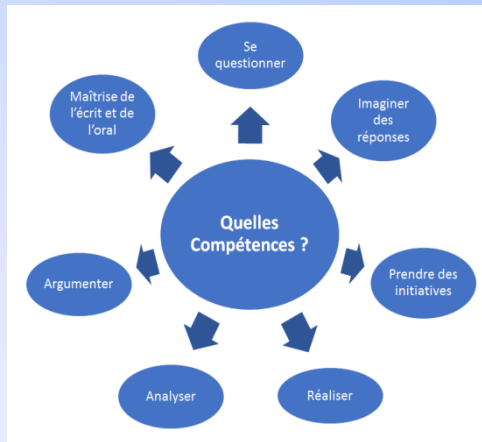 Se
questionner
Imaginer
des
réponses
Prendre des
initiatives
Réaliser
Analyser
Argumenter
Maîtrise de
l'écrit et de
l'oral
Quelles
Compétences ?